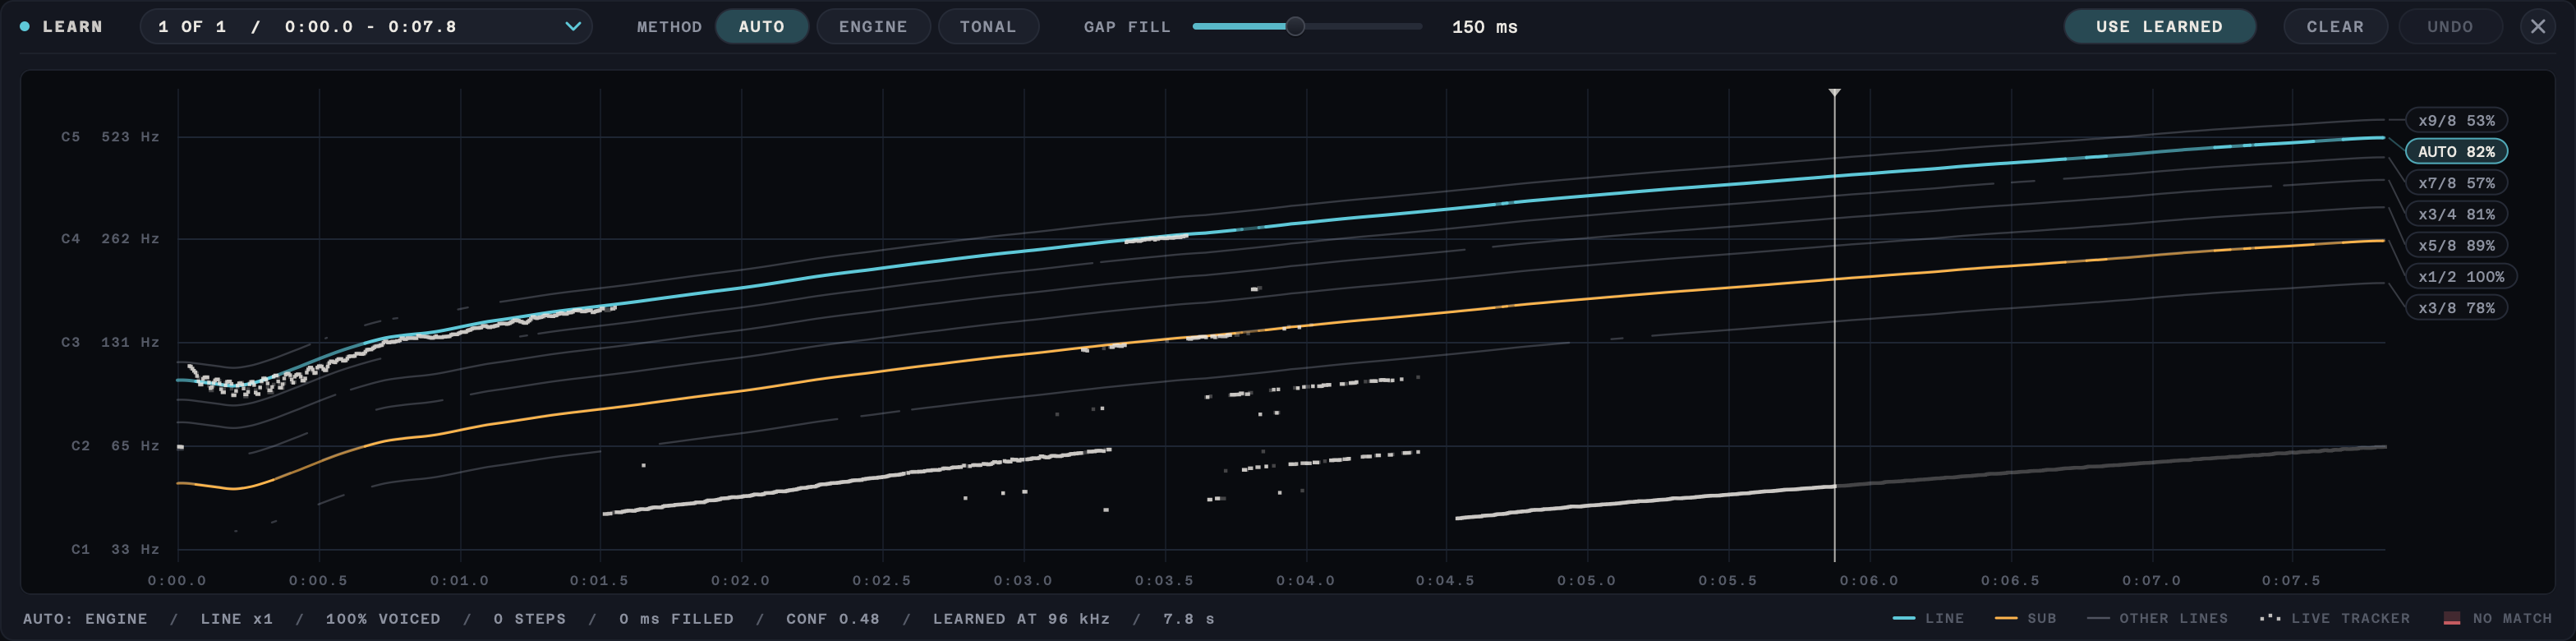 LEARN 1 OF 1 / 0:00.0 - 0:07.8 METHOD AUTO ENGINE TONAL GAP FILL 150 ms USE LEARNED CLEAR UNDO
C5 523 Hz
C4 262 Hz
C3 131 Hz
C2 65 Hz
C1 33 Hz
x9/8 53%
AUTO 82%
x7/8 57%
x3/4 81%
x5/8 89%
x1/2 100%
x3/8 78%
0:00.0 0:00.5 0:01.0 0:01.5 0:02.0 0:02.5 0:03.0 0:03.5 0:04.0 0:04.5 0:05.0 0:05.5 0:06.0 0:06.5 0:07.0 0:07.5
AUTO: ENGINE / LINE x1 / 100% VOICED / 0 STEPS / 0 ms FILLED / CONF 0.48 / LEARNED AT 96 kHz / 7.8 s LINE SUB OTHER LINES LIVE TRACKER NO MATCH